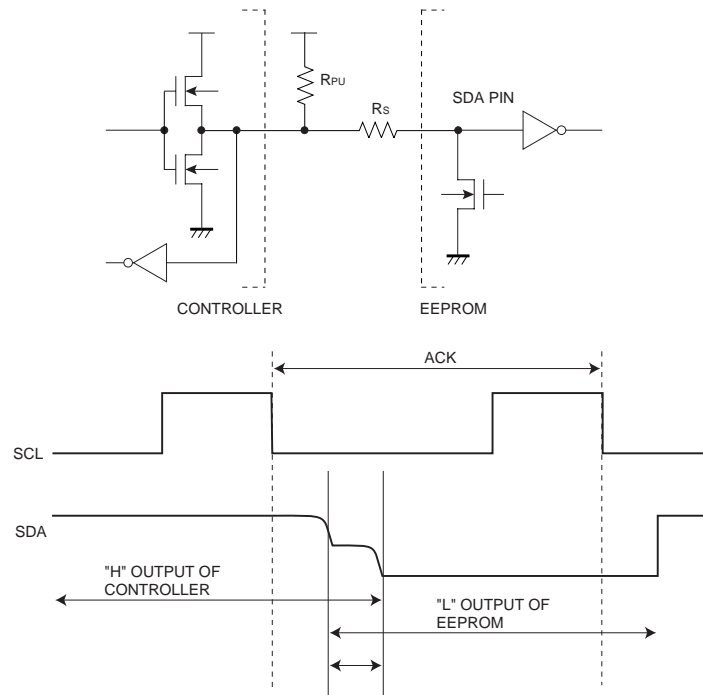 RPU
RS
SDA PIN
CONTROLLER
EEPROM
ACK
SCL
SDA
"H" OUTPUT OF
CONTROLLER
"L" OUTPUT OF
EEPROM